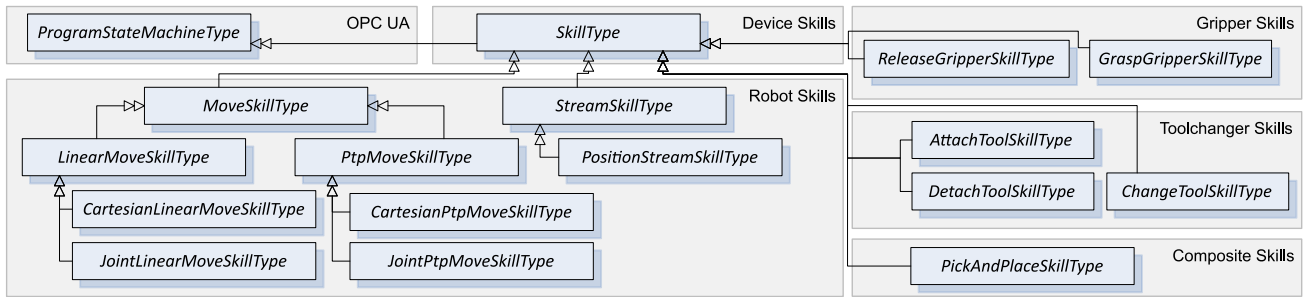 OPC UA
ProgramStateMachineType
Device Skills
SkillType
Gripper Skills
ReleaseGripperSkillType
GraspGripperSkillType
Robot Skills
MoveSkillType
StreamSkillType
LinearMoveSkillType
PtpMoveSkillType
PositionStreamSkillType
CartesianLinearMoveSkillType
CartesianPtpMoveSkillType
JointLinearMoveSkillType
JointPtpMoveSkillType
Toolchanger Skills
AttachToolSkillType
DetachToolSkillType
ChangeToolSkillType
Composite Skills
PickAndPlaceSkillType